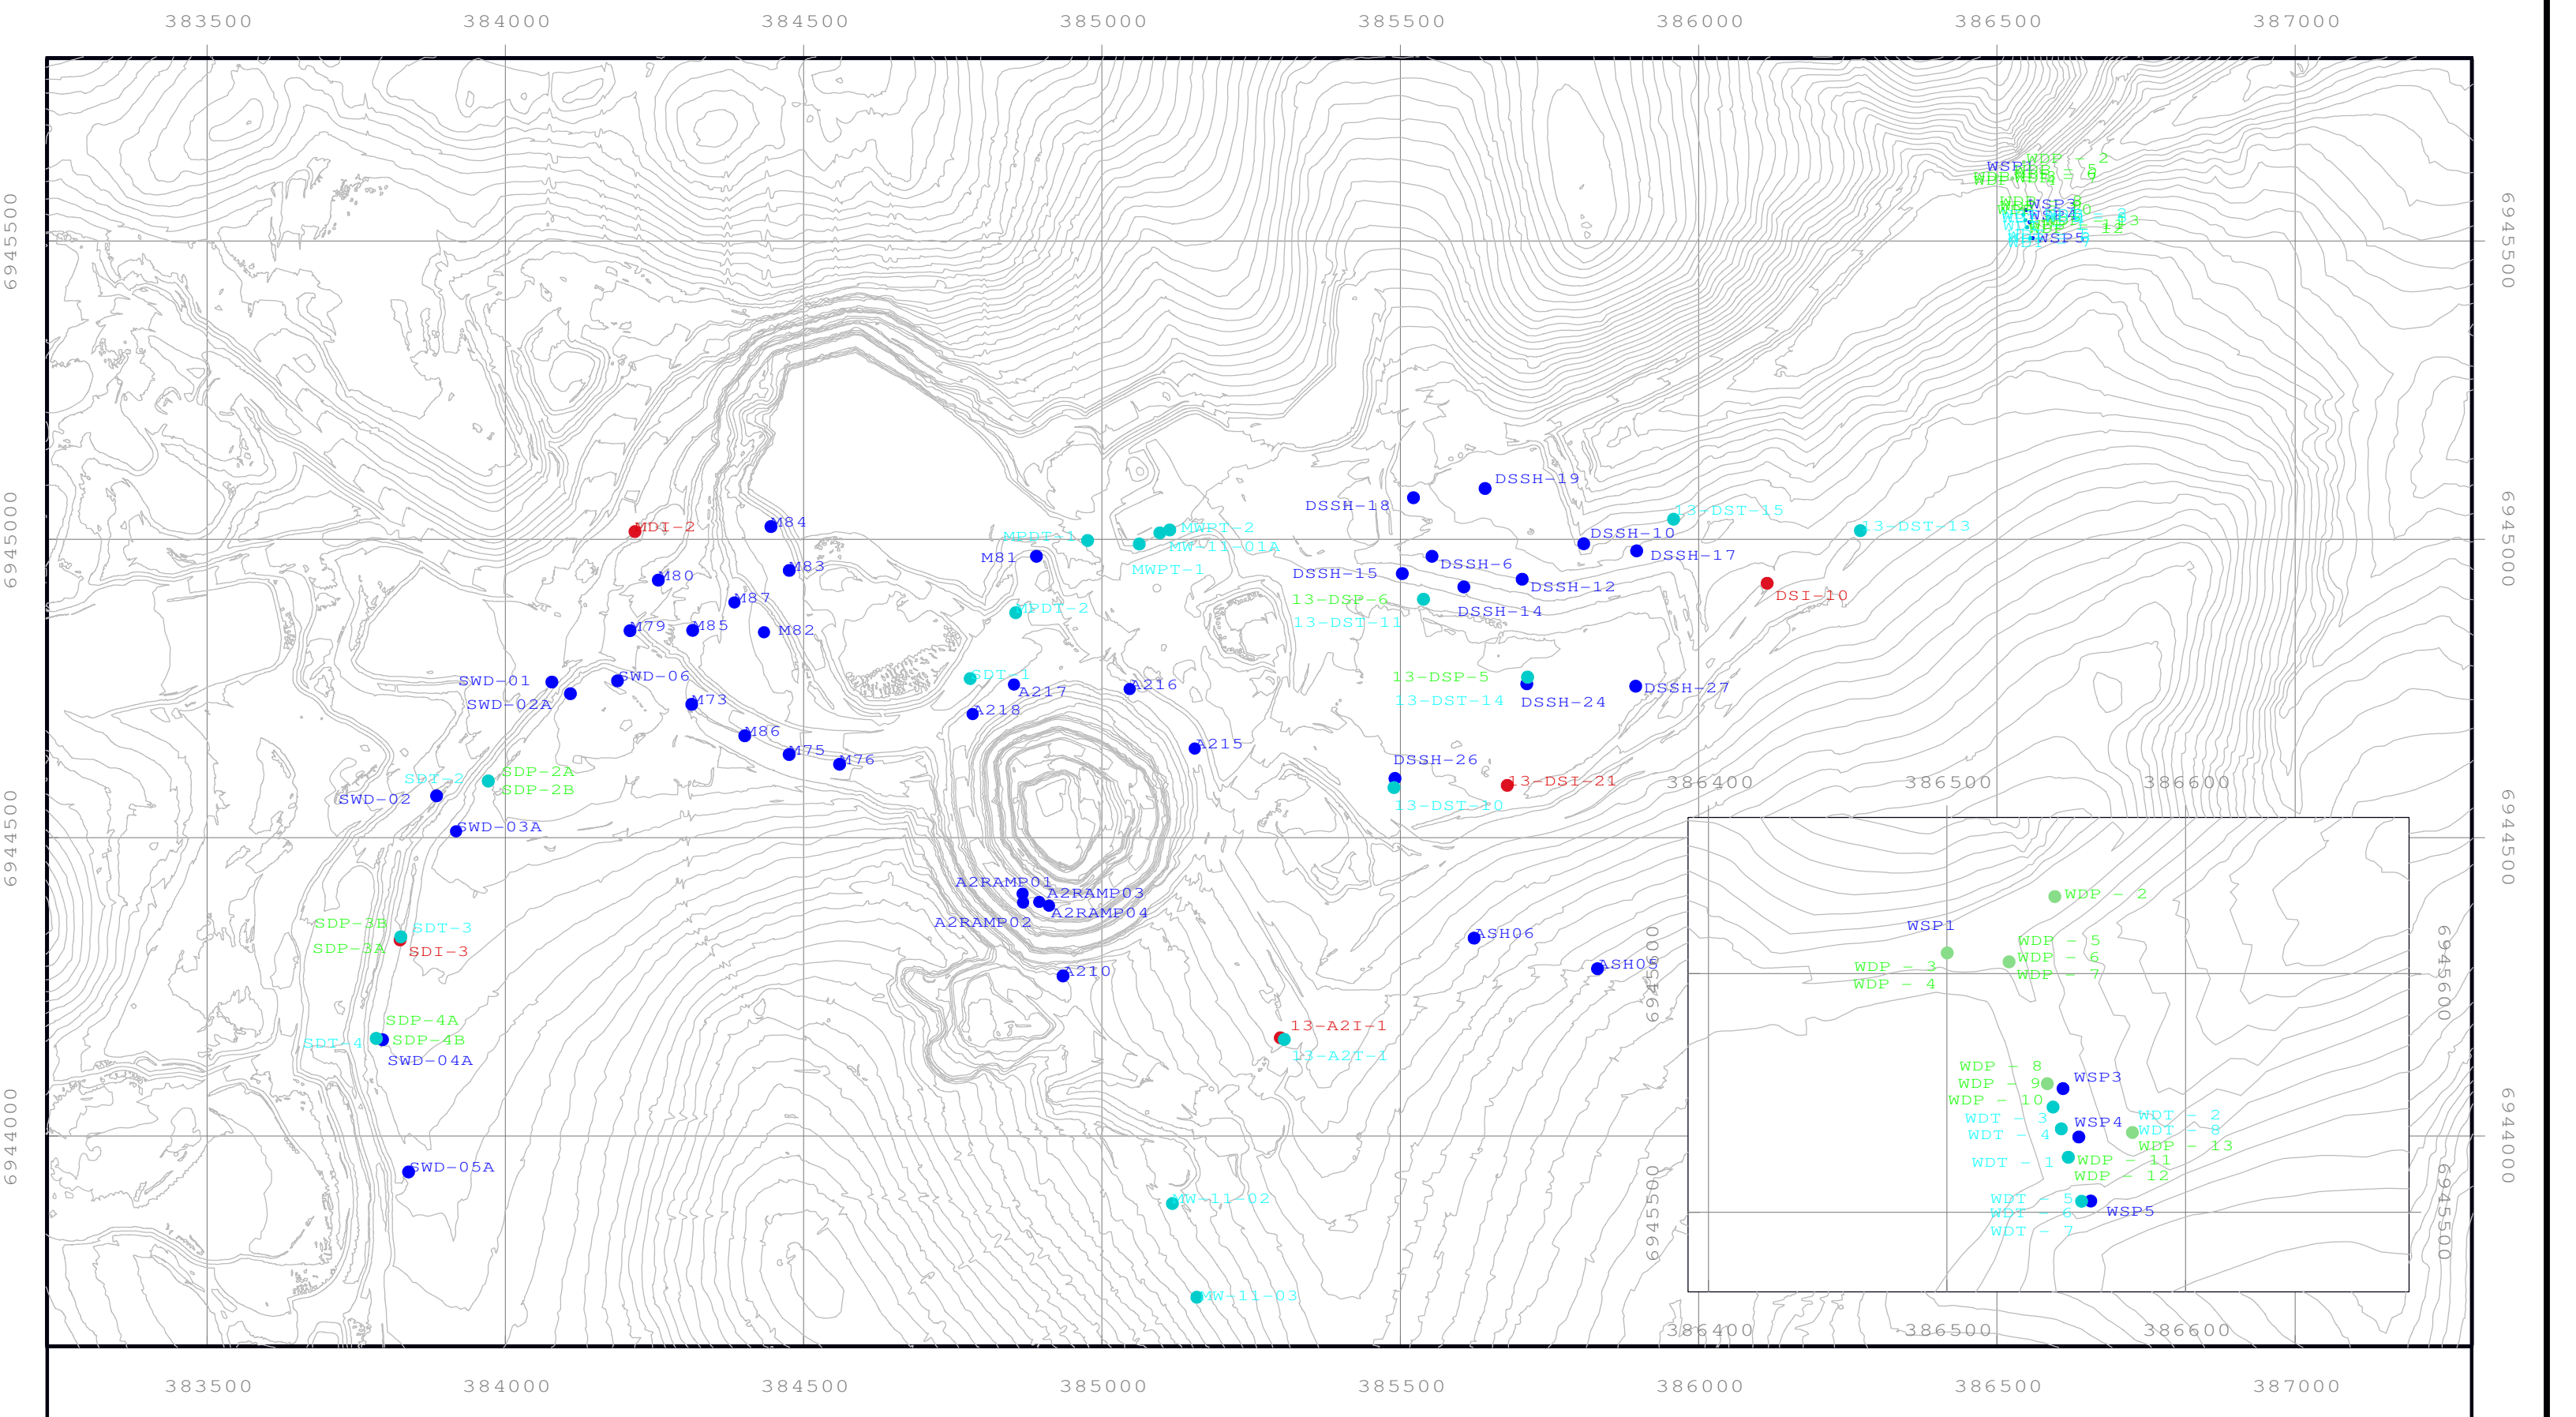 383500 384000 384500 385000 385500 386000 386500 387000
6945500
6945500
WDP - 2
WSP1
WSP3
WSP4
WSP5
DSSH-19
DSSH-18
13-DST-15
M84
MDI-2
MWPT-2
13-DST-13
6945000
6945000
MPDT-1
DSSH-10
MW-11-01A
M81
DSSH-17
DSSH-6
M83
MWPT-1
DSSH-15
M80
DSSH-12
DSI-10
M87
13-DSP-6
MPDT-2
DSSH-14
13-DST-11
M79
M85
M82
SWD-06
SDT-1
13-DSP-5
SWD-01
A216
DSSH-27
A217
SWD-02A
M73
13-DST-14
DSSH-24
A218
M86
A215
M75
M76
DSSH-26
SDP-2A
SDT-2
13-DSI-21
386400 386500 386600
SDP-2B
SWD-02
13-DST-10
SWD-03A
6944500
6944500
A2RAMP01
A2RAMP03
A2RAMP04
A2RAMP02
SDP-3B
SDT-3
ASH06
SDP-3A
SDI-3
ASH05
A210
SDP-4A
13-A2I-1
SDP-4B
SDT-4
13-A2T-1
SWD-04A
6944000
6944000
SWD-05A
MW-11-02
MW-11-03
WDP - 2
WSP1
WDP - 5
WDP - 6
WDP - 3
WDP - 7
WDP - 4
6945600
6945600
WDP - 8
WSP3
WDP - 9
WDP - 10
WDT - 3
WDT - 2
WSP4
WDT - 8
WDT - 4
WDP - 13
WDP - 11
WDT - 1
WDP - 12
WDT - 5
WSP5
WDT - 6
WDT - 7
6945500
6945500
386400 386500 386600
383500 384000 384500 385000 385500 386000 386500 387000